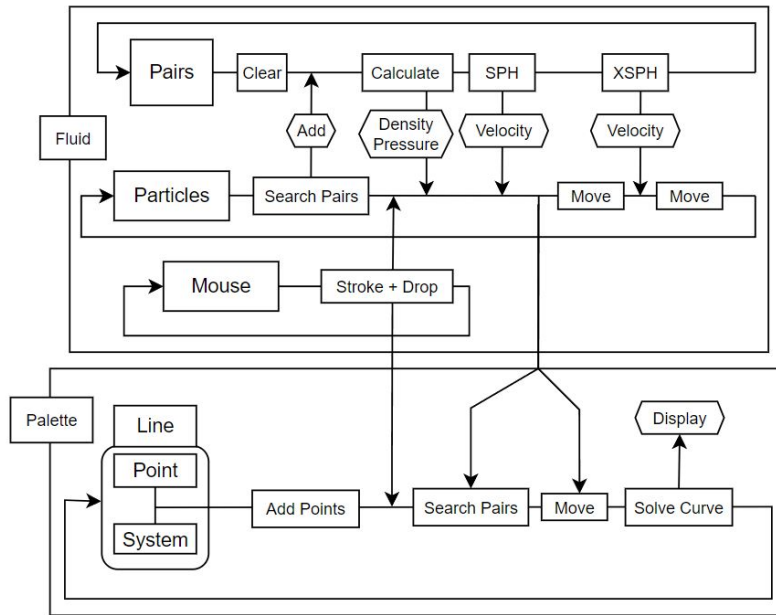 Pairs
Clear
Calculate
SPH
XSPH
Fluid
Add
Density
Pressure
Velocity
Velocity
Particles
Search Pairs
Move
Move
Mouse
Stroke + Drop
Palette
Line
Display
Point
System
Add Points
Search Pairs
Move
Solve Curve